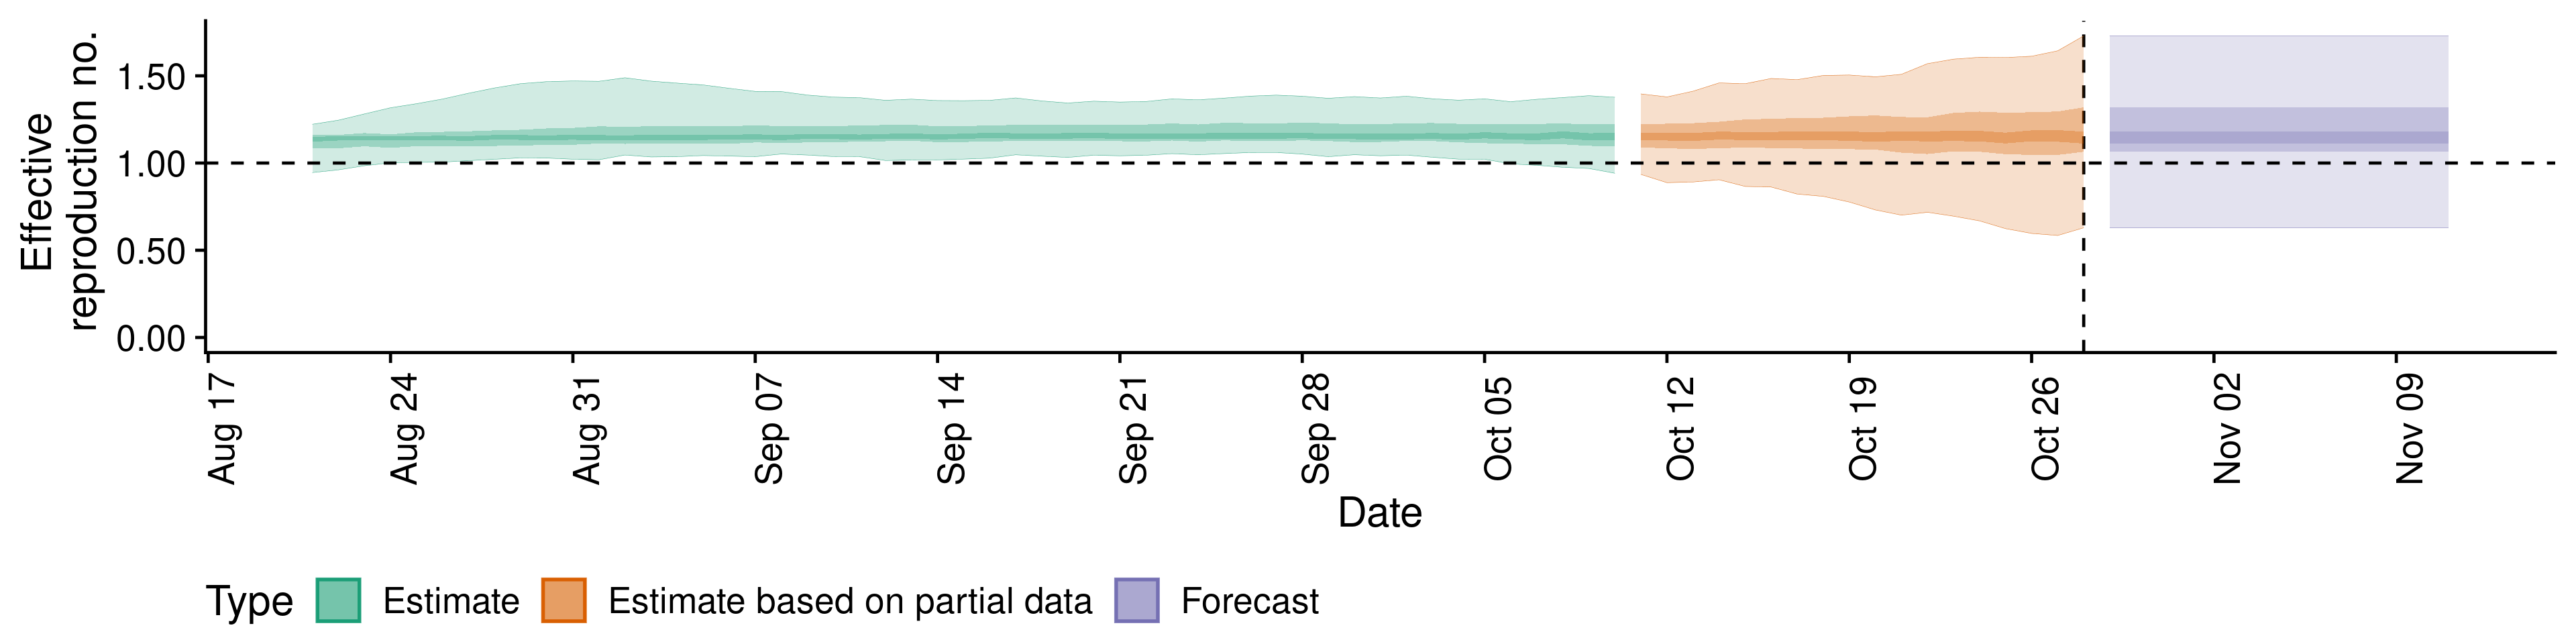 Effective
reproduction no.
1.50
1.00
0.50
0.00
Aug 17
Aug 24
Aug 31
Sep 07
Sep 14
Sep 21
Sep 28
Oct 05
Oct 12
Oct 19
Oct 26
Nov 02
Nov 09
Date
Type Estimate Estimate based on partial data Forecast